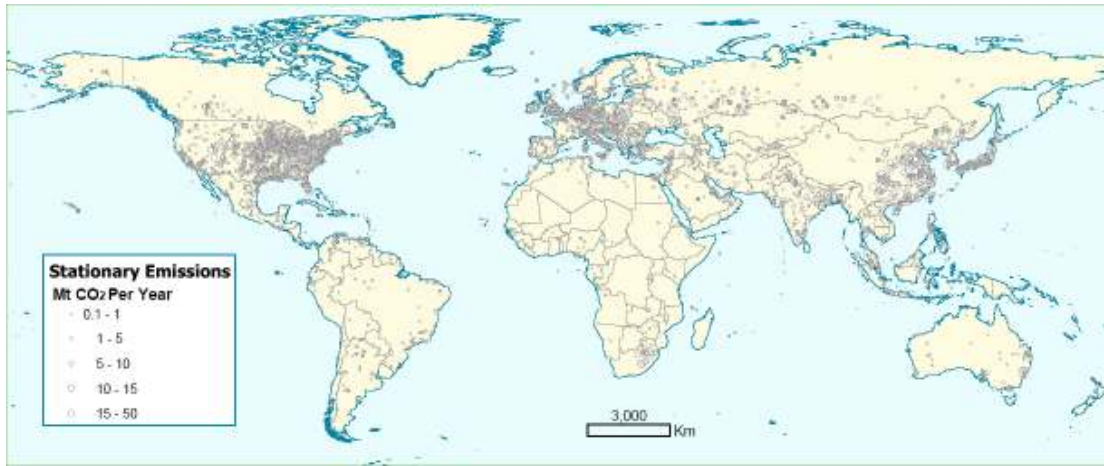 Stationary Emissions
Mt CO2 Per Year
0.1 - 1
1 - 5
5 - 10
10 - 15
15 - 50
3,000
Km